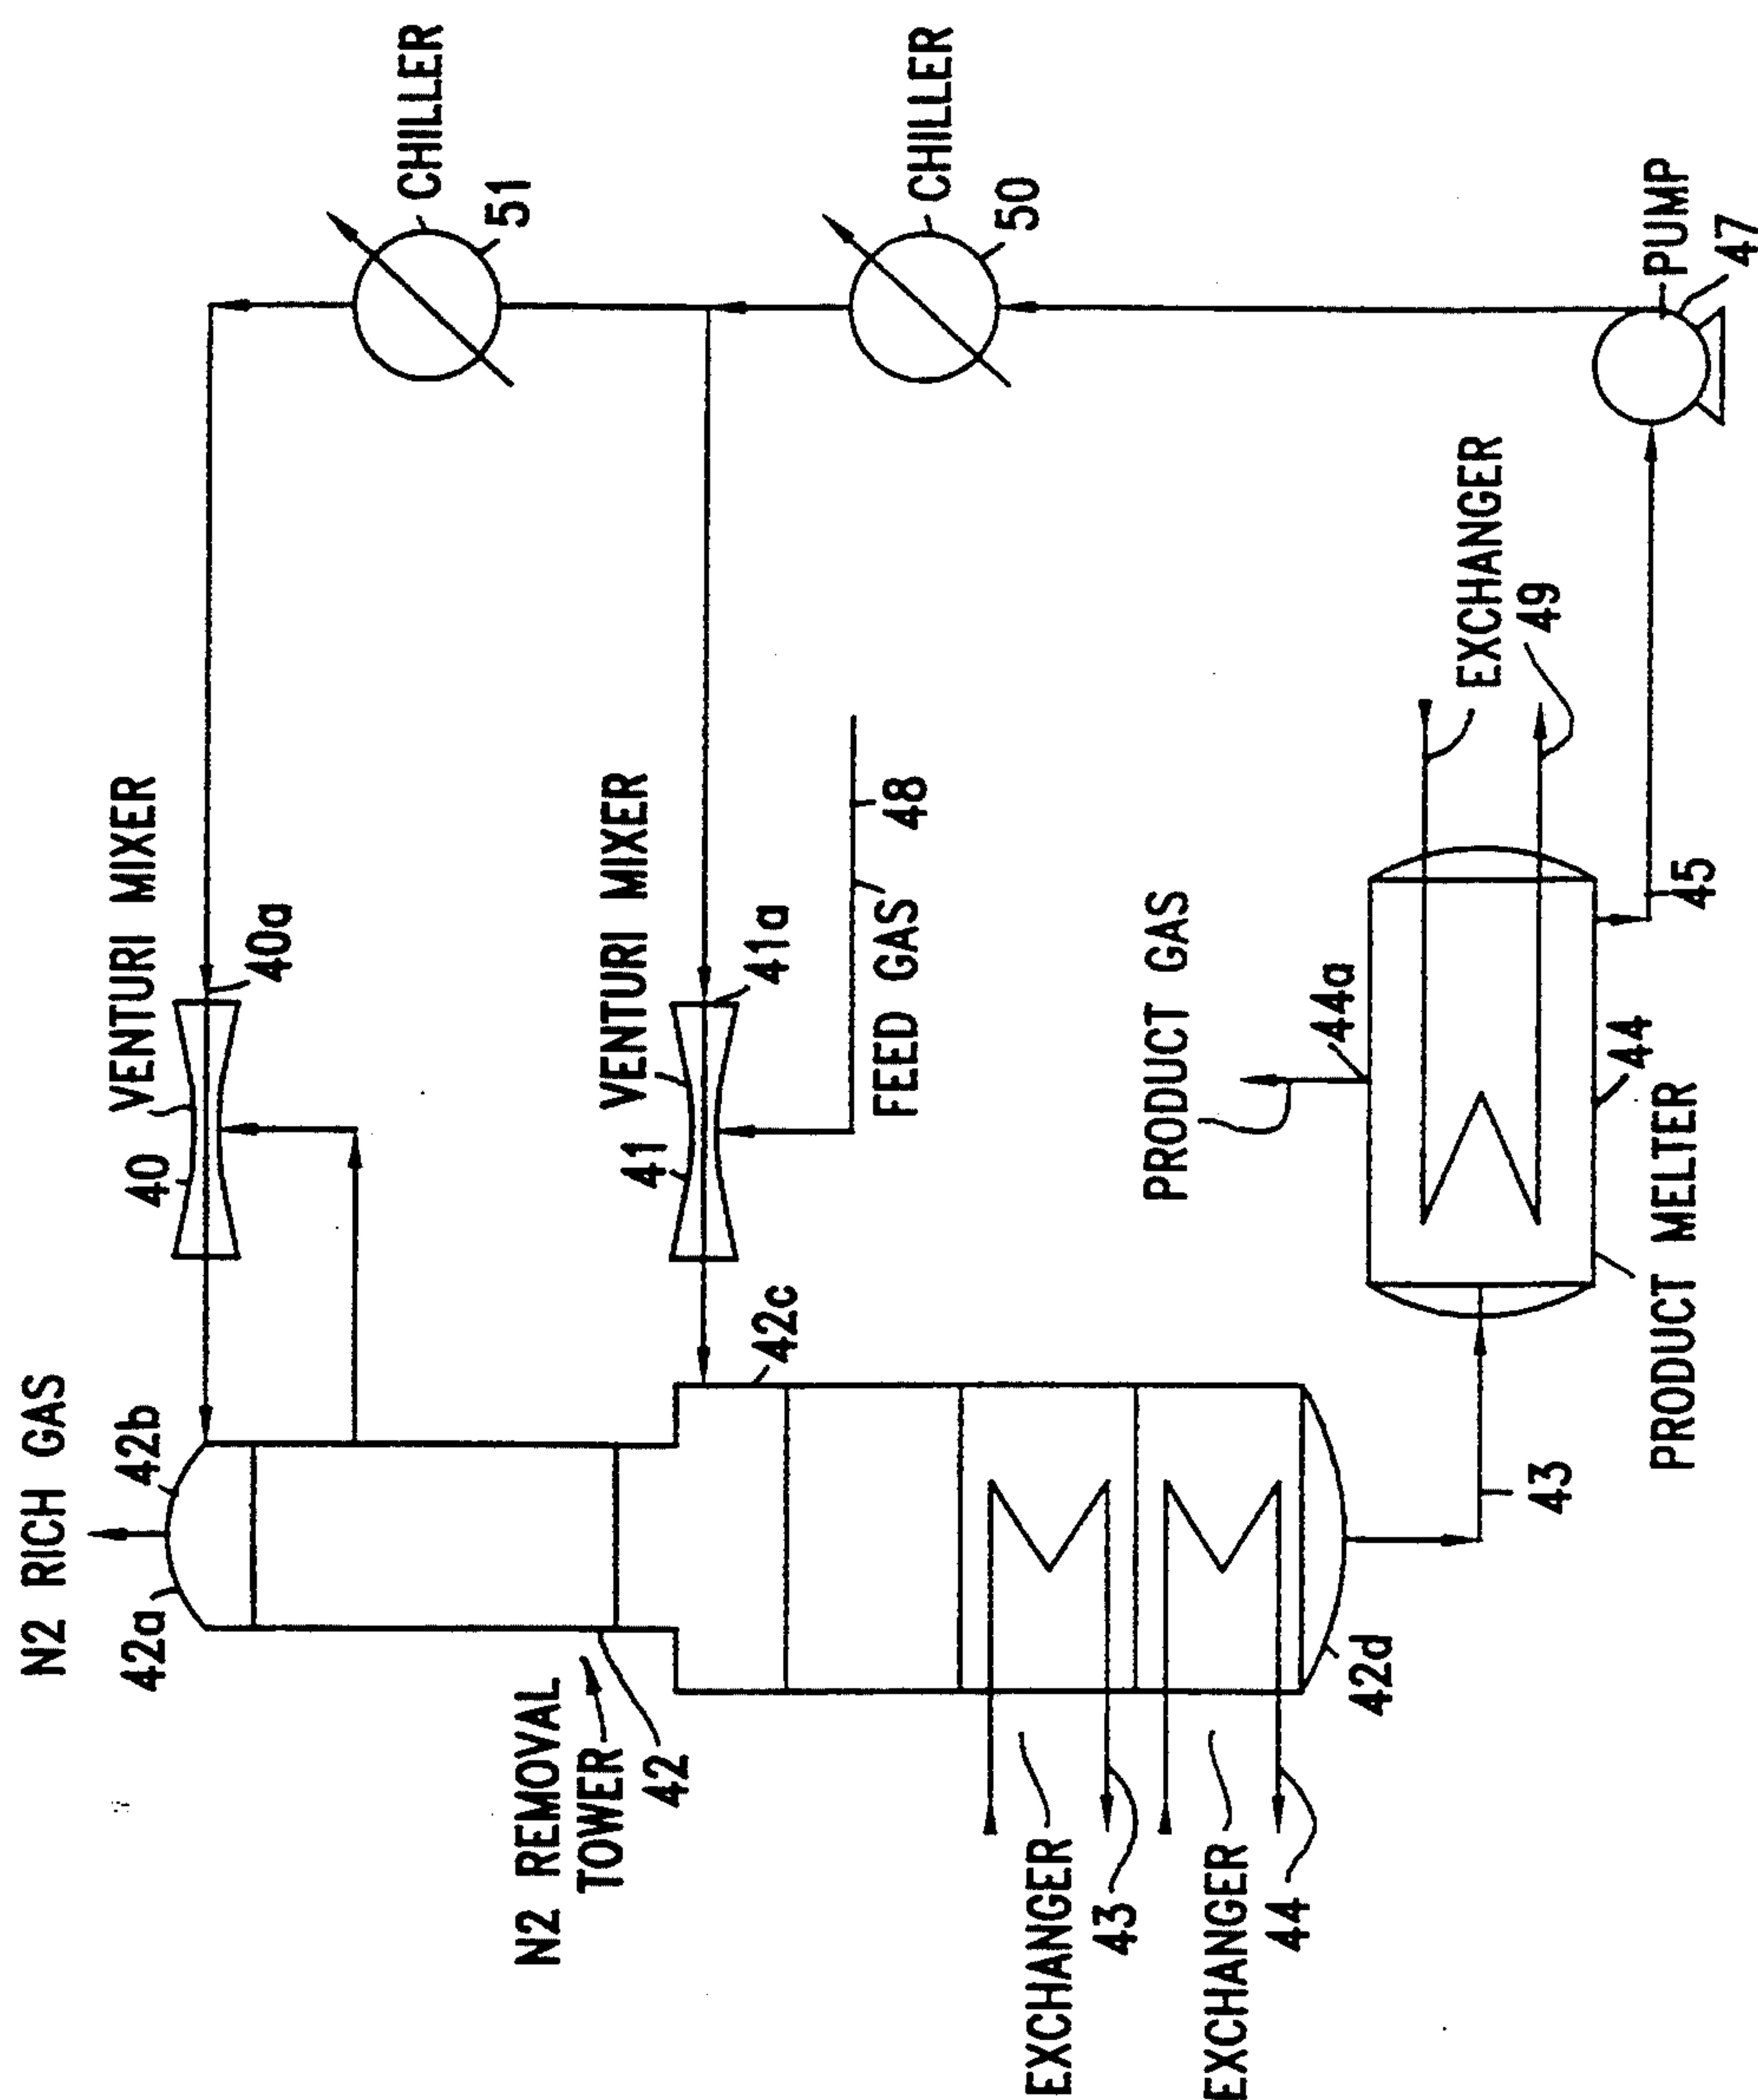 N2 RICH GAS
42a
42b
VENTURI MIXER
40
40a
CHILLER
51
N2 REMOVAL
TOWER
42
42c
VENTURI MIXER
41
41a
FEED GAS
48
CHILLER
50
EXCHANGER
43
EXCHANGER
44
42d
43
PRODUCT GAS
44a
PRODUCT MELTER
44
EXCHANGER
49
45
PUMP
47